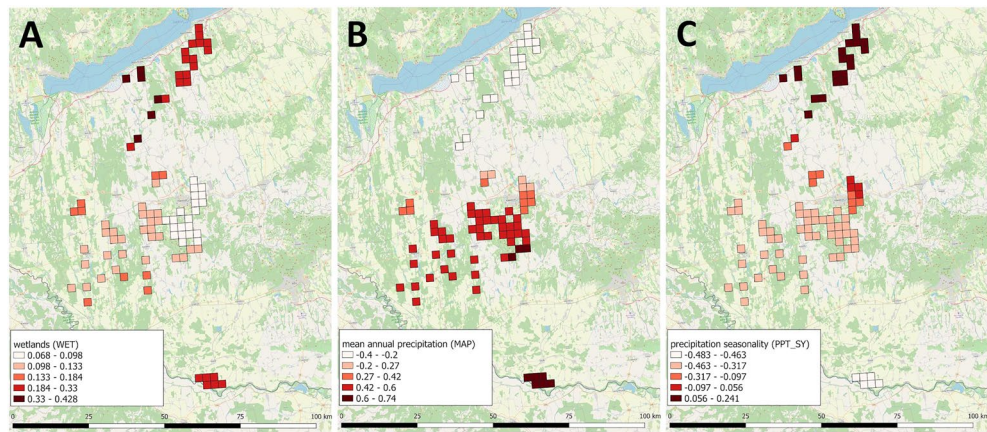 A
B
C
wetlands (WET)
0.068 - 0.098
0.098 - 0.133
0.133 - 0.184
0.184 - 0.33
0.33 - 0.428
0 25 50 75 100 km
mean annual precipitation (MAP)
-0.4 - -0.2
-0.2 - 0.27
0.27 - 0.42
0.42 - 0.6
0.6 - 0.74
0 25 50 75 100 km
precipitation seasonality (PPT_SY)
-0.483 - -0.463
-0.463 - -0.317
-0.317 - -0.097
-0.097 - 0.056
0.056 - 0.241
0 25 50 75 100 km